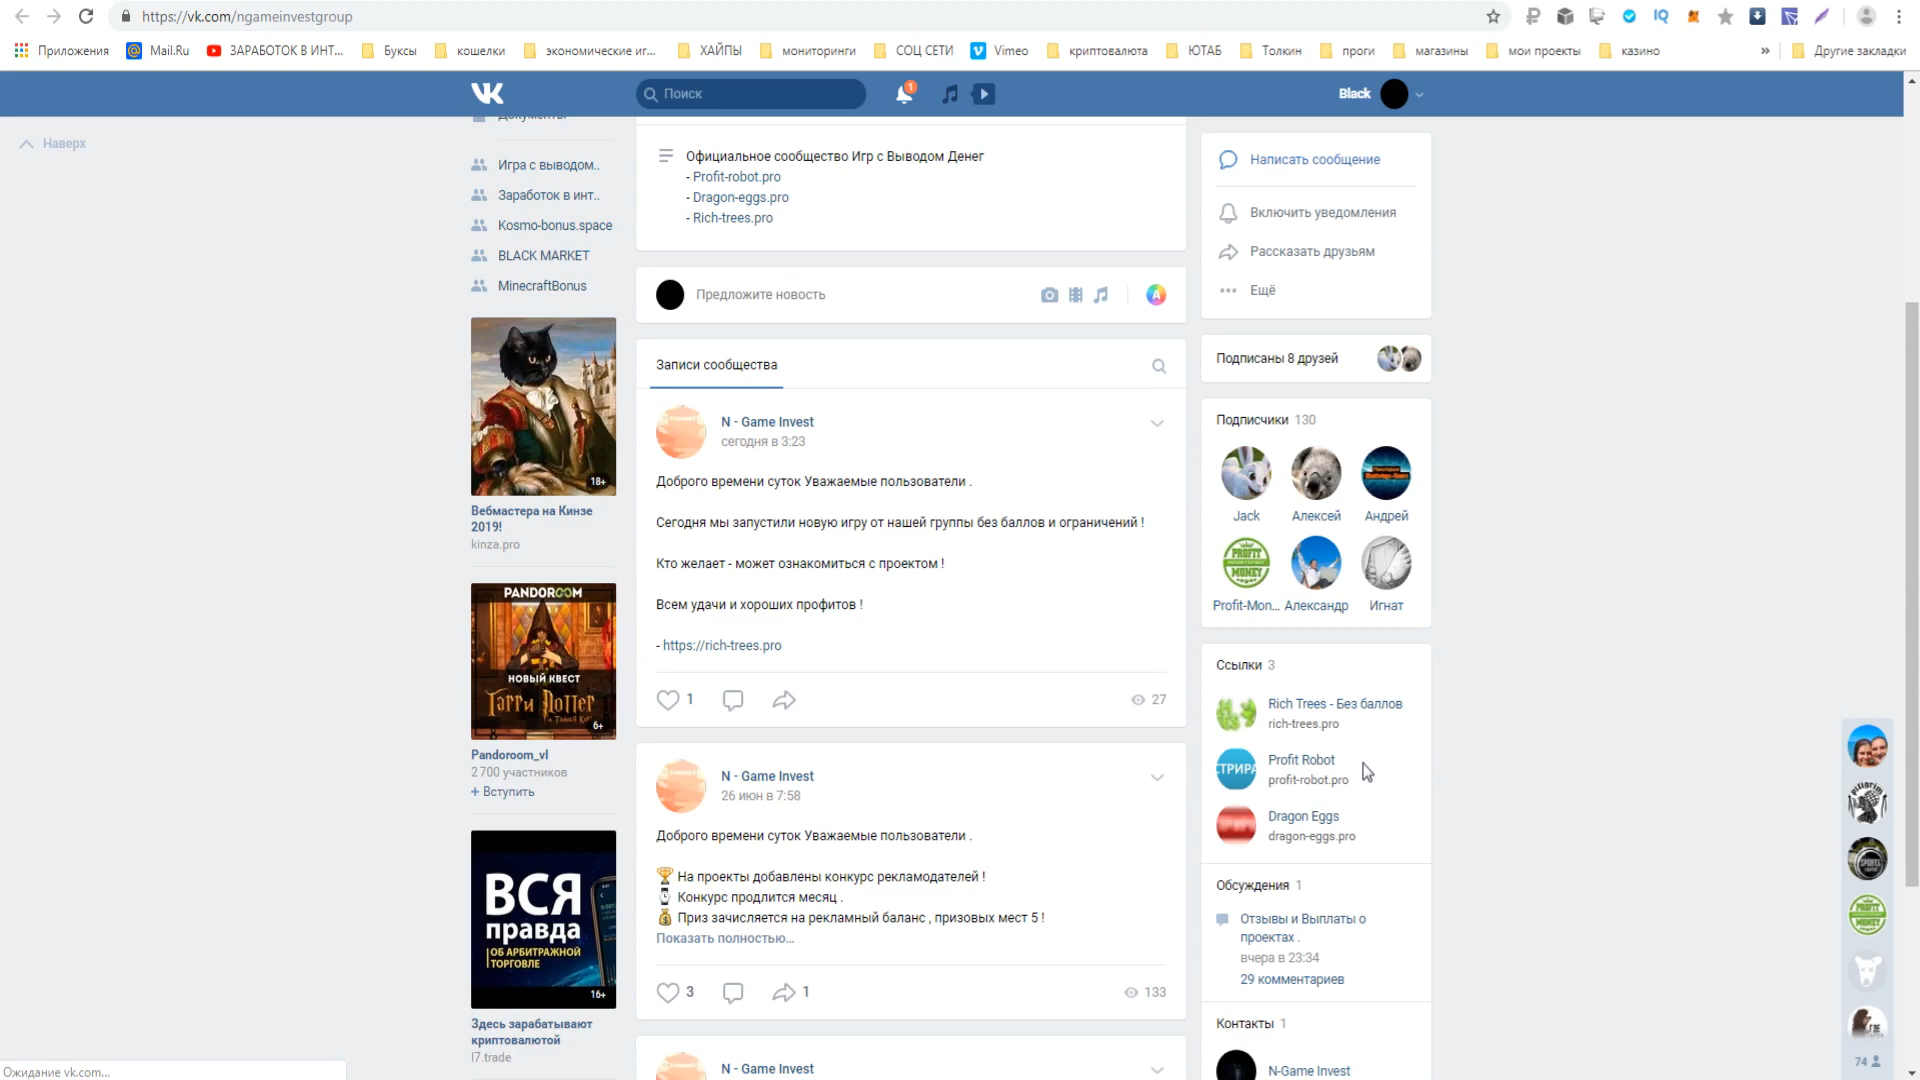 https://vk.com/ngameinvestgroup
Приложения
Mail.Ru
ЗАРАБОТОК В ИНТ...
Буксы
кошелки
экономические иг...
ХАЙПЫ
мониторинги
СОЦ СЕТИ
Vimeo
криптовалюта
ЮТАБ
Толкин
проги
магазины
мои проекты
казино
»
Другие закладки
Поиск
1
Black
Наверх
Документы
Игра с выводом..
Заработок в инт..
Kosmo-bonus.space
BLACK MARKET
MinecraftBonus
18+
Вебмастера на Кинзе
2019!
kinza.pro
PANDOROOM
НОВЫЙ КВЕСТ
Гарри Поттер
6+
Pandoroom_vl
2 700 участников
+ Вступить
ВСЯ
правда
ОБ АРБИТРАЖНОЙ
ТОРГОВЛЕ
16+
Здесь зарабатывают
криптовалютой
I7.trade
Ожидание vk.com...
Официальное сообщество Игр с Выводом Денег
- Profit-robot.pro
- Dragon-eggs.pro
- Rich-trees.pro
Предложите новость
Записи сообщества
N - Game Invest
сегодня в 3:23
Доброго времени суток Уважаемые пользователи .
Сегодня мы запустили новую игру от нашей группы без баллов и ограничений !
Кто желает - может ознакомиться с проектом !
Всем удачи и хороших профитов !
- https://rich-trees.pro
1
27
N - Game Invest
26 июн в 7:58
Доброго времени суток Уважаемые пользователи .
На проекты добавлены конкурс рекламодателей !
Конкурс продлится месяц .
Приз зачисляется на рекламный баланс , призовых мест 5 !
Показать полностью...
3
1
133
N - Game Invest
Написать сообщение
Включить уведомления
Рассказать друзьям
Ещё
Подписаны 8 друзей
Подписчики 130
Jack
Алексей
Андрей
PROFIT
MONEY
Profit-Mon...
Александр
Игнат
Ссылки 3
Rich Trees - Без баллов
rich-trees.pro
СТРИРА
Profit Robot
profit-robot.pro
Dragon Eggs
dragon-eggs.pro
Обсуждения 1
Отзывы и Выплаты о
проектах .
вчера в 23:34
29 комментариев
Контакты 1
N-Game Invest
piligrim
PROFIT
MONEY
74